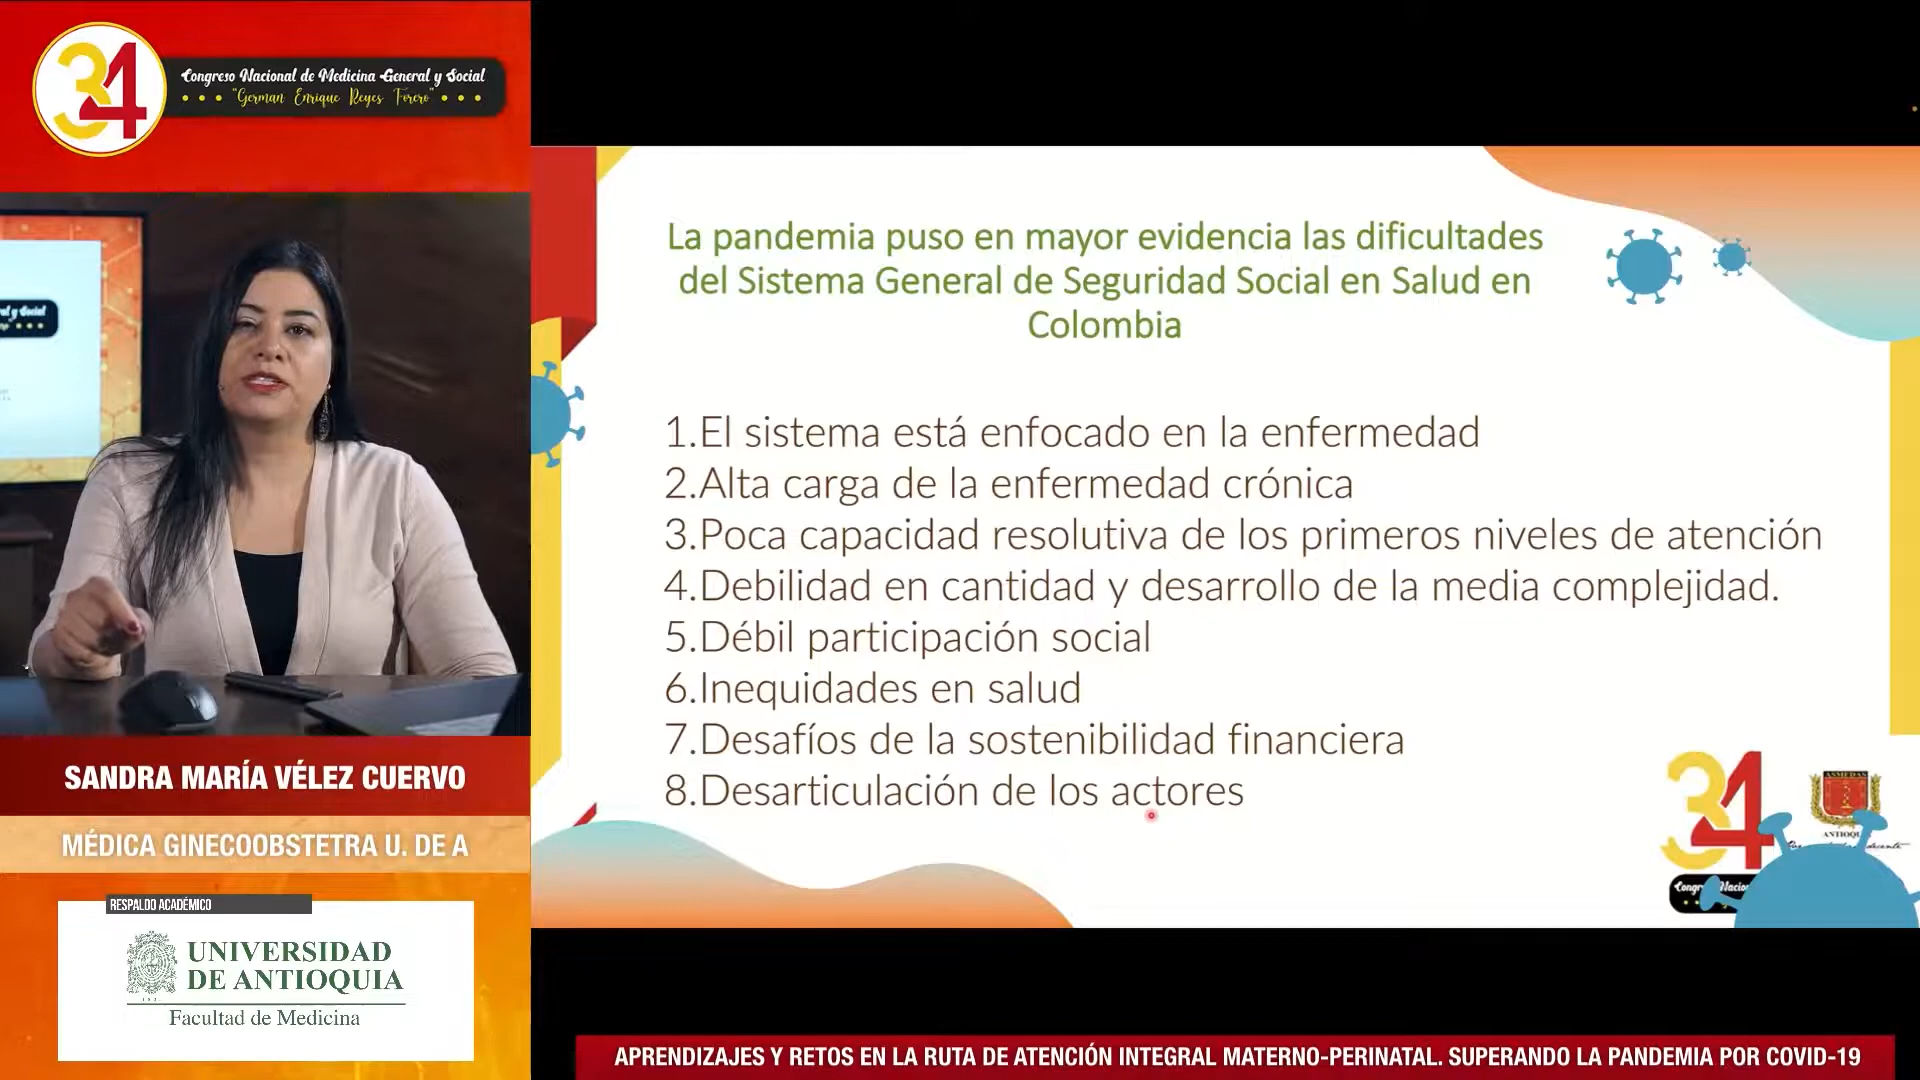 34
Congreso Nacional de Medicina General y Social
"German Enrique Reyes Forero"
al y Social
SANDRA MARÍA VÉLEZ CUERVO
MÉDICA GINECOOBSTETRA U. DE A
RESPALDO ACADÉMICO
UNIVERSIDAD
DE ANTIOQUIA
Facultad de Medicina
La pandemia puso en mayor evidencia las dificultades
del Sistema General de Seguridad Social en Salud en
Colombia
1.El sistema está enfocado en la enfermedad
2.Alta carga de la enfermedad crónica
3.Poca capacidad resolutiva de los primeros niveles de atención
4.Debilidad en cantidad y desarrollo de la media complejidad.
5.Débil participación social
6.Inequidades en salud
7.Desafíos de la sostenibilidad financiera
8.Desarticulación de los actores
34
ASMEDAS
APRENDIZAJES Y RETOS EN LA RUTA DE ATENCIÓN INTEGRAL MATERNO-PERINATAL. SUPERANDO LA PANDEMIA POR COVID-19